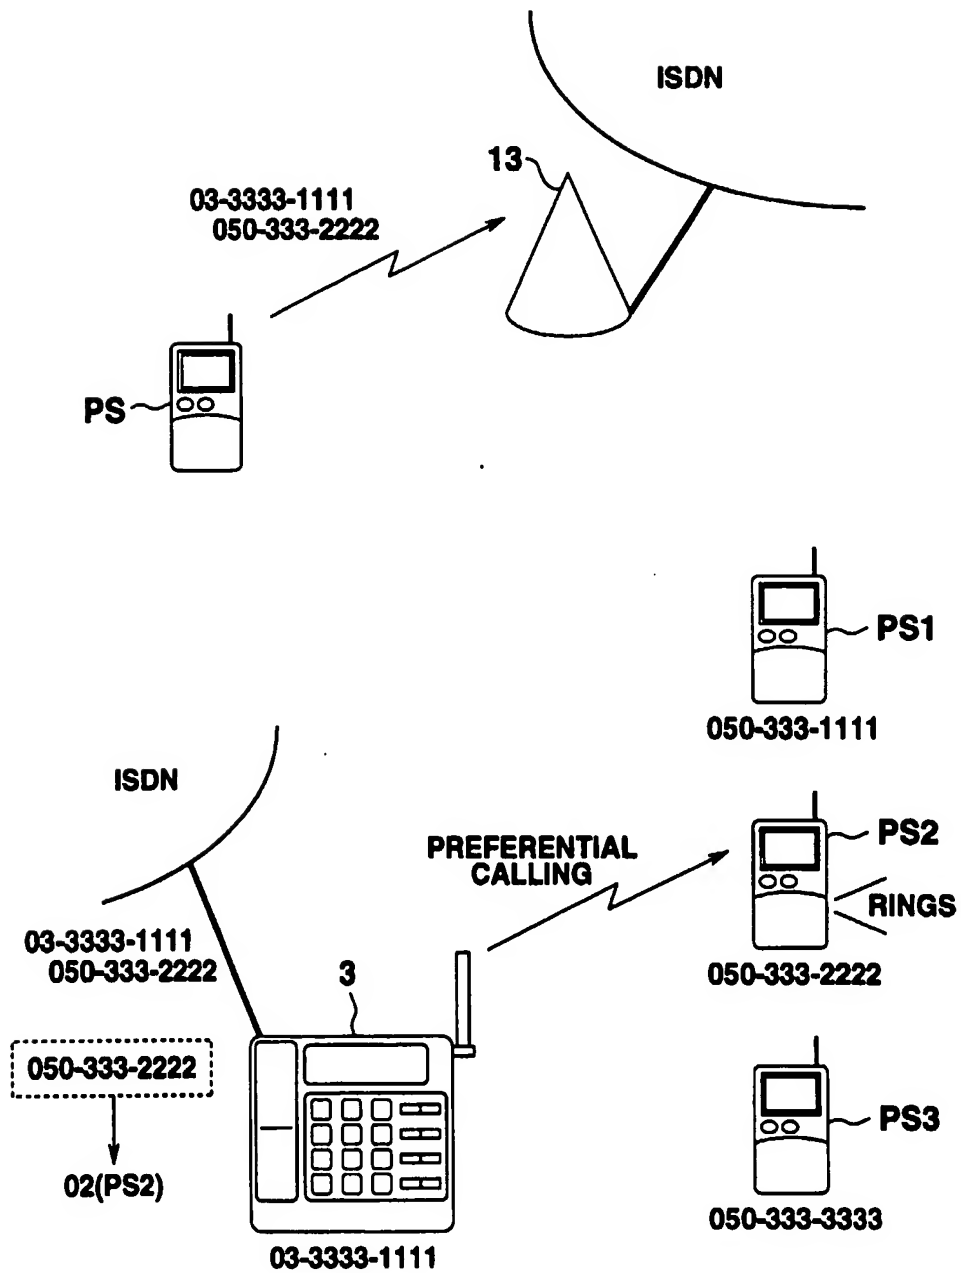 ISDN
13
03-3333-1111
050-333-2222
PS
PS1
050-333-1111
ISDN
PREFERENTIAL
CALLING
PS2
RINGS
03-3333-1111
050-333-2222
050-333-2222
3
050-333-2222
02(PS2)
PS3
050-333-3333
03-3333-1111